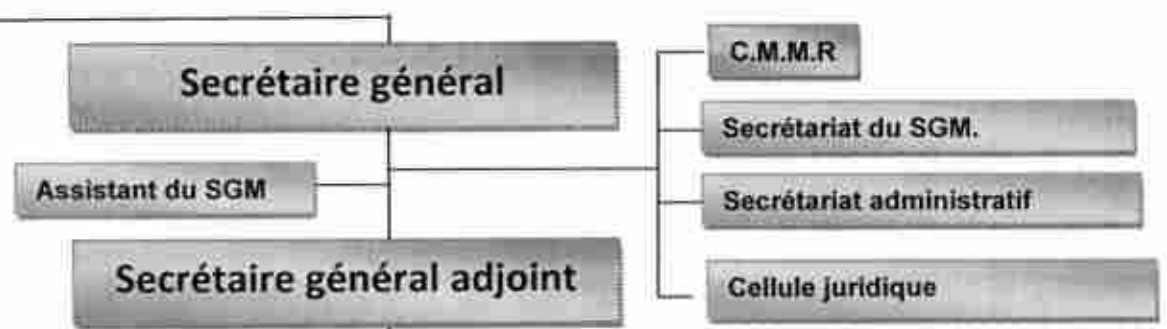 Secrétaire général
C.M.M.R
Secrétariat du SGM.
Assistant du SGM
Secrétariat administratif
Secrétaire général adjoint
Cellule juridique